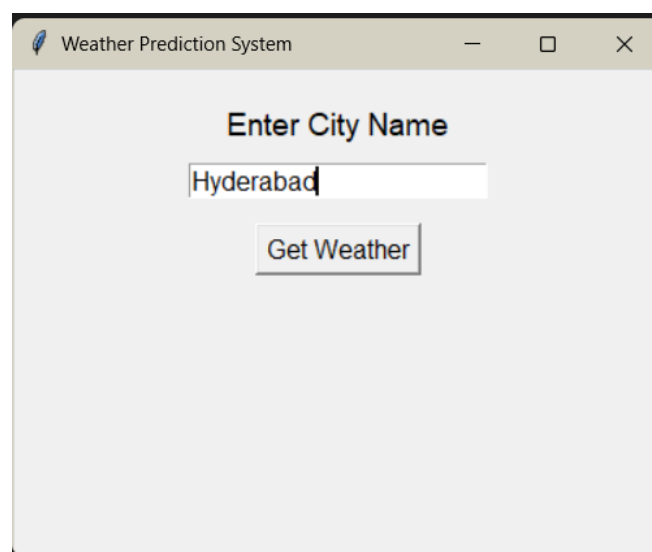 Weather Prediction System
Enter City Name
Hyderabad
Get Weather